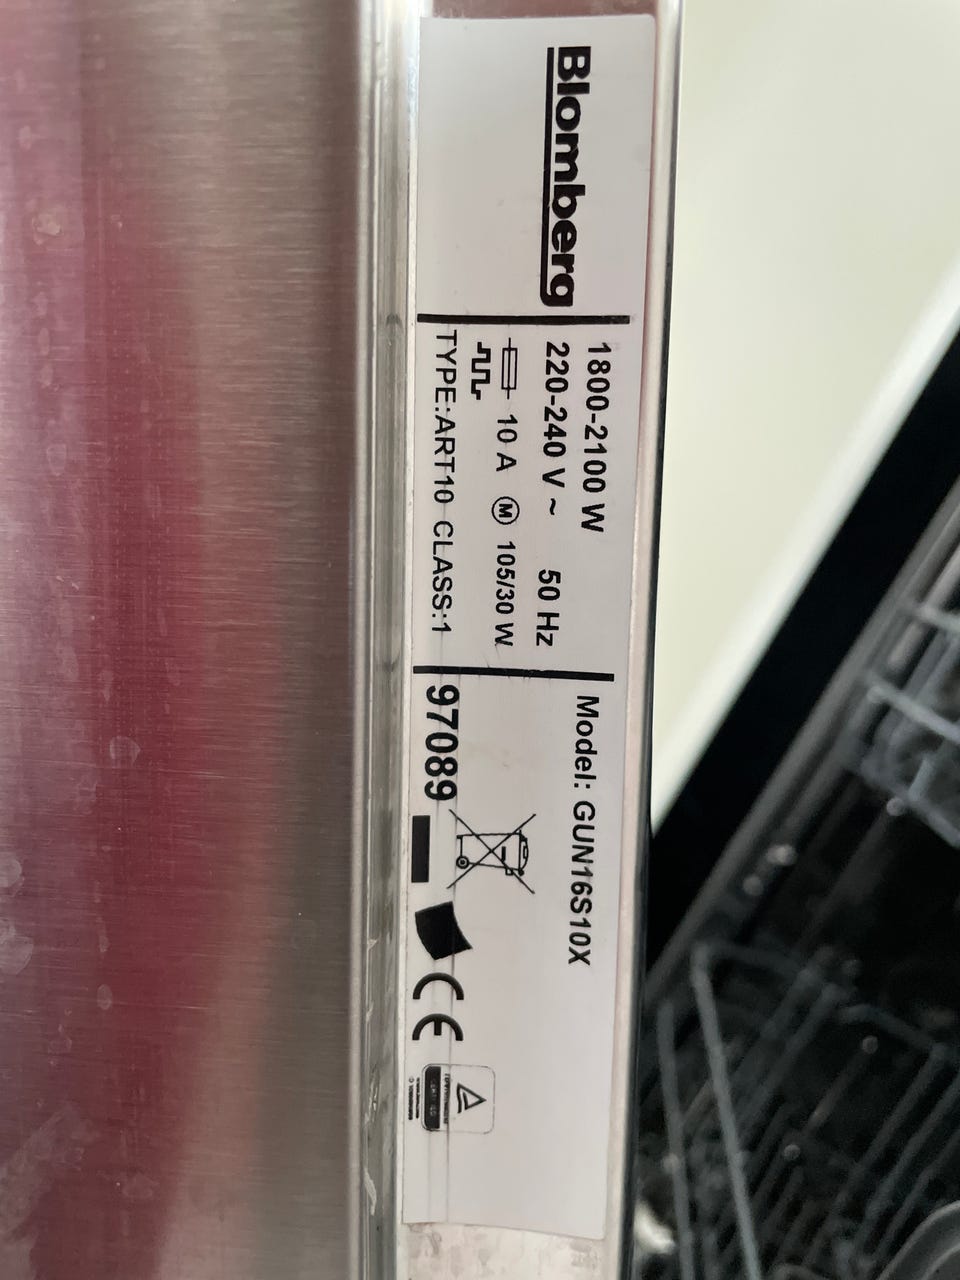 Blomberg
1800-2100 W
220-240 V ~ 50 Hz
10 A M 105/30 W
TYPE:ART10 CLASS:1
Model: GUN16S10X
97089
CE